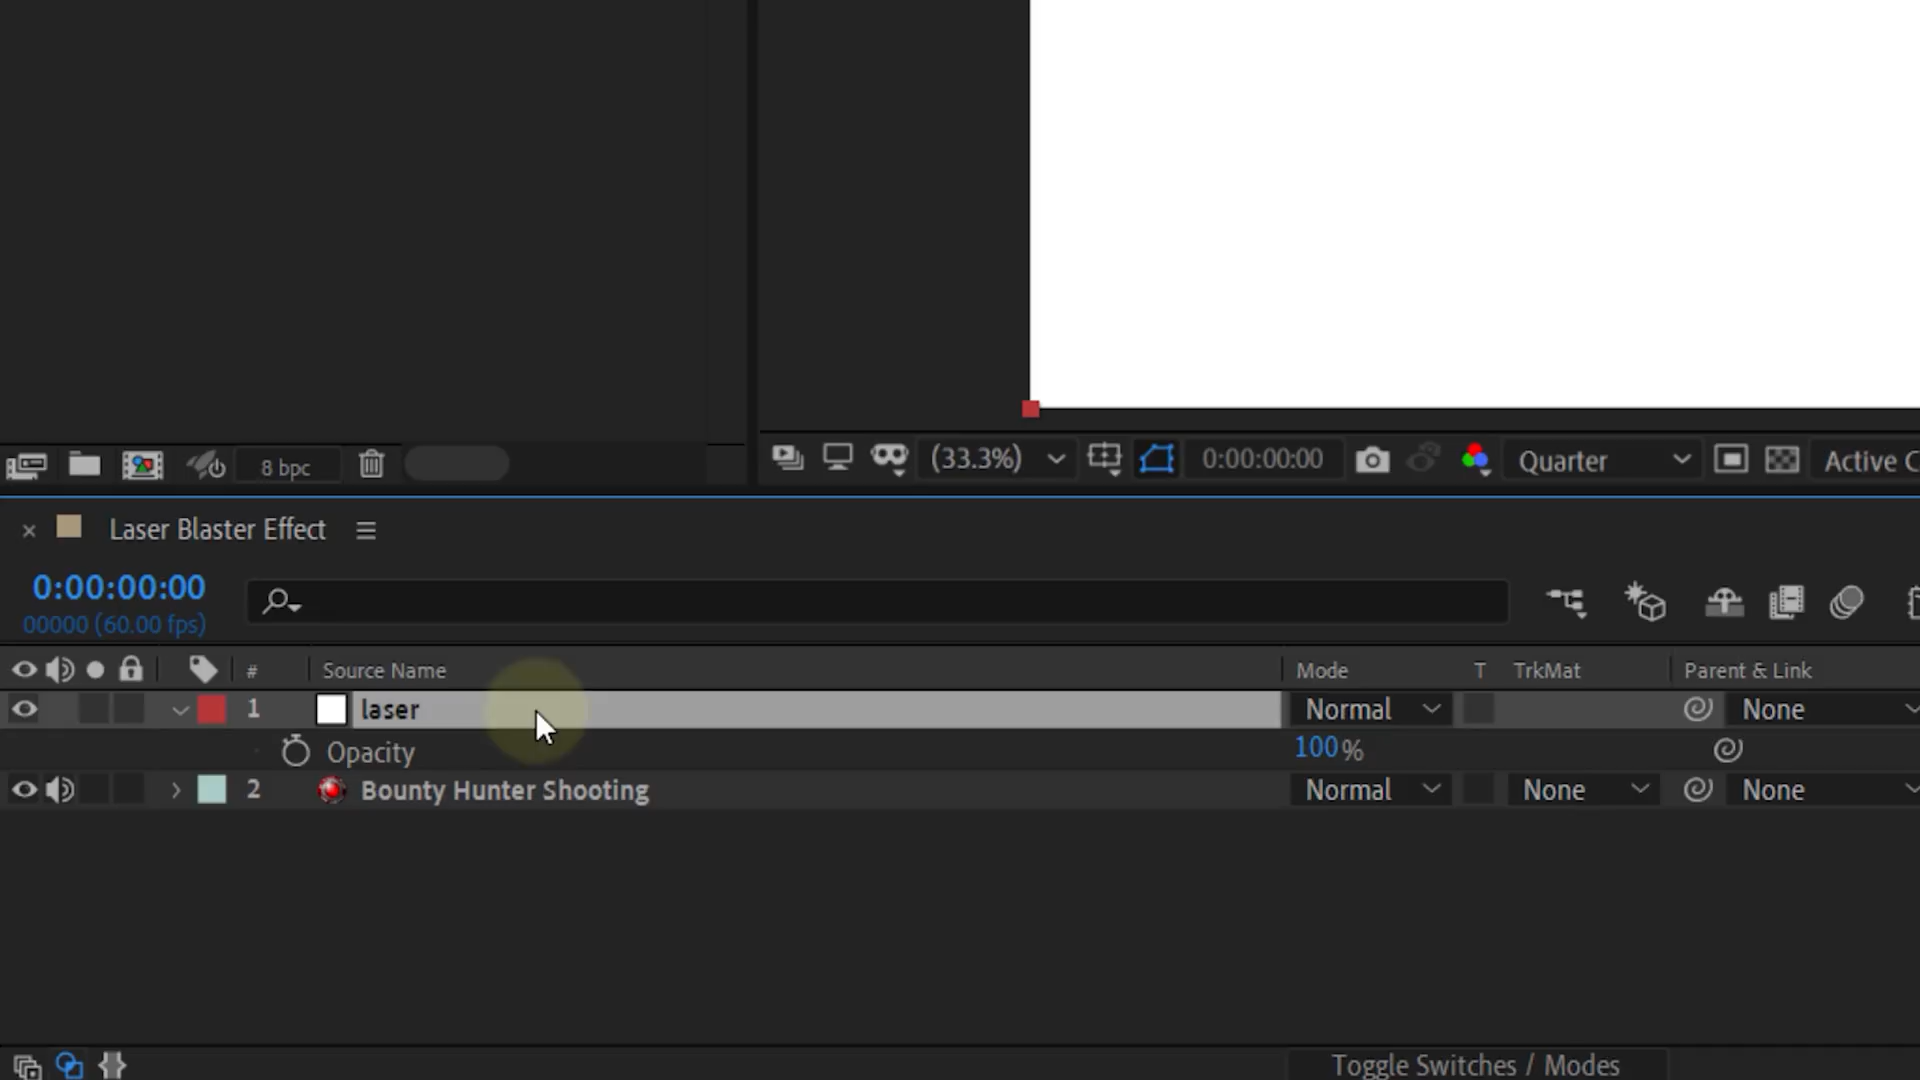 8 bpc
(33.3%)
0:00:00:00
Quarter
Active C
× Laser Blaster Effect
0:00:00:00
00000 (60.00 fps)
# Source Name Mode T TrkMat Parent & Link
1 laser Normal None
Opacity 100%
2 Bounty Hunter Shooting Normal None None
Toggle Switches / Modes